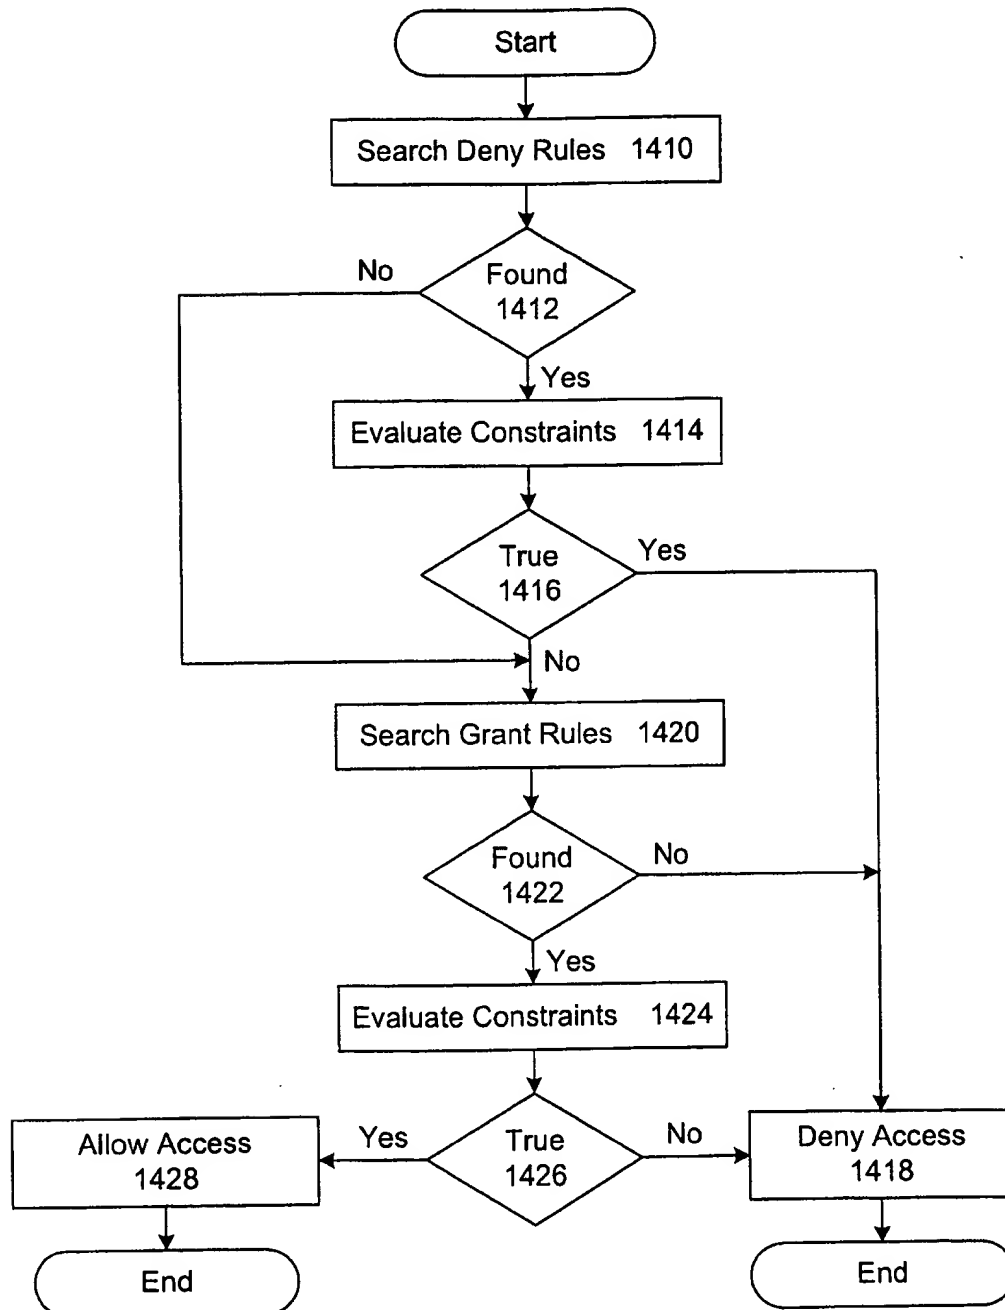 Start
Search Deny Rules 1410
No
Found
1412
Yes
Evaluate Constraints 1414
True
1416
Yes
No
Search Grant Rules 1420
Found
1422
No
Yes
Evaluate Constraints 1424
Allow Access
1428
Yes
True
1426
No
Deny Access
1418
End
End